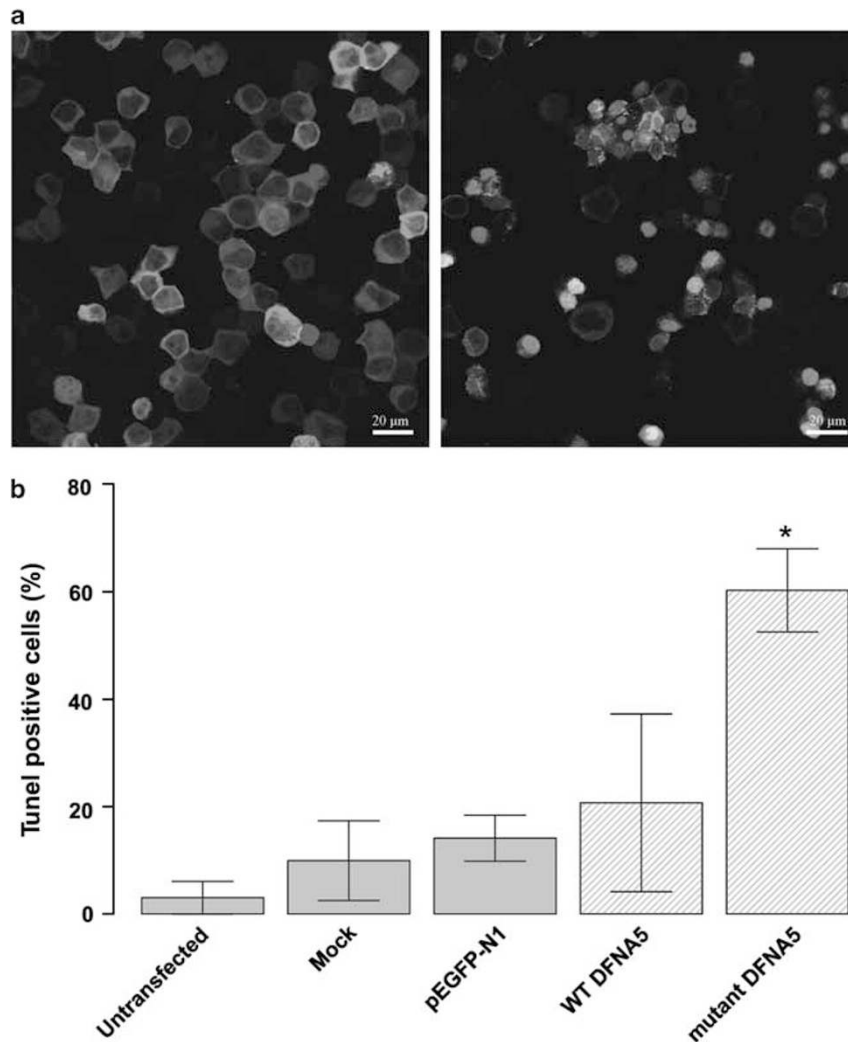 a
20 µm
20 µm
b
80
60
40
20
0
Tunel positive cells (%)
*
Untransfected
Mock
pEGFP-N1
WT DFNA5
mutant DFNA5